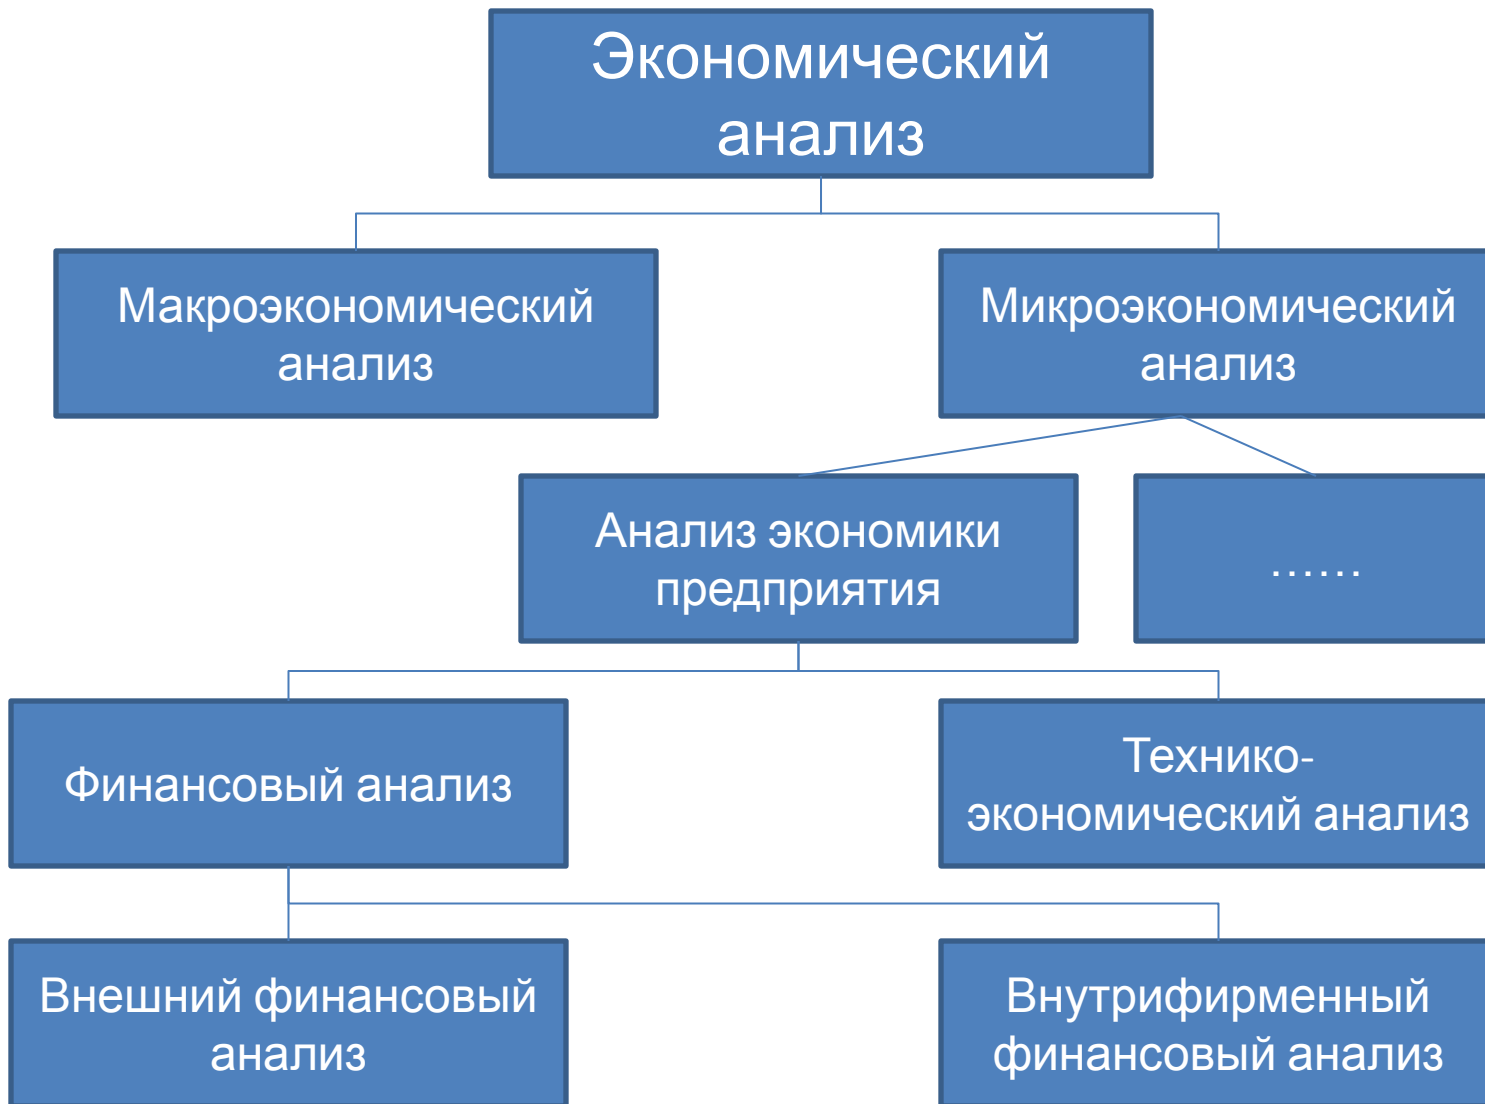 Экономический
анализ
Макроэкономический
анализ
Микроэкономический
анализ
Анализ экономики
предприятия
……
Финансовый анализ
Технико-
экономический анализ
Внешний финансовый
анализ
Внутрифирменный
финансовый анализ